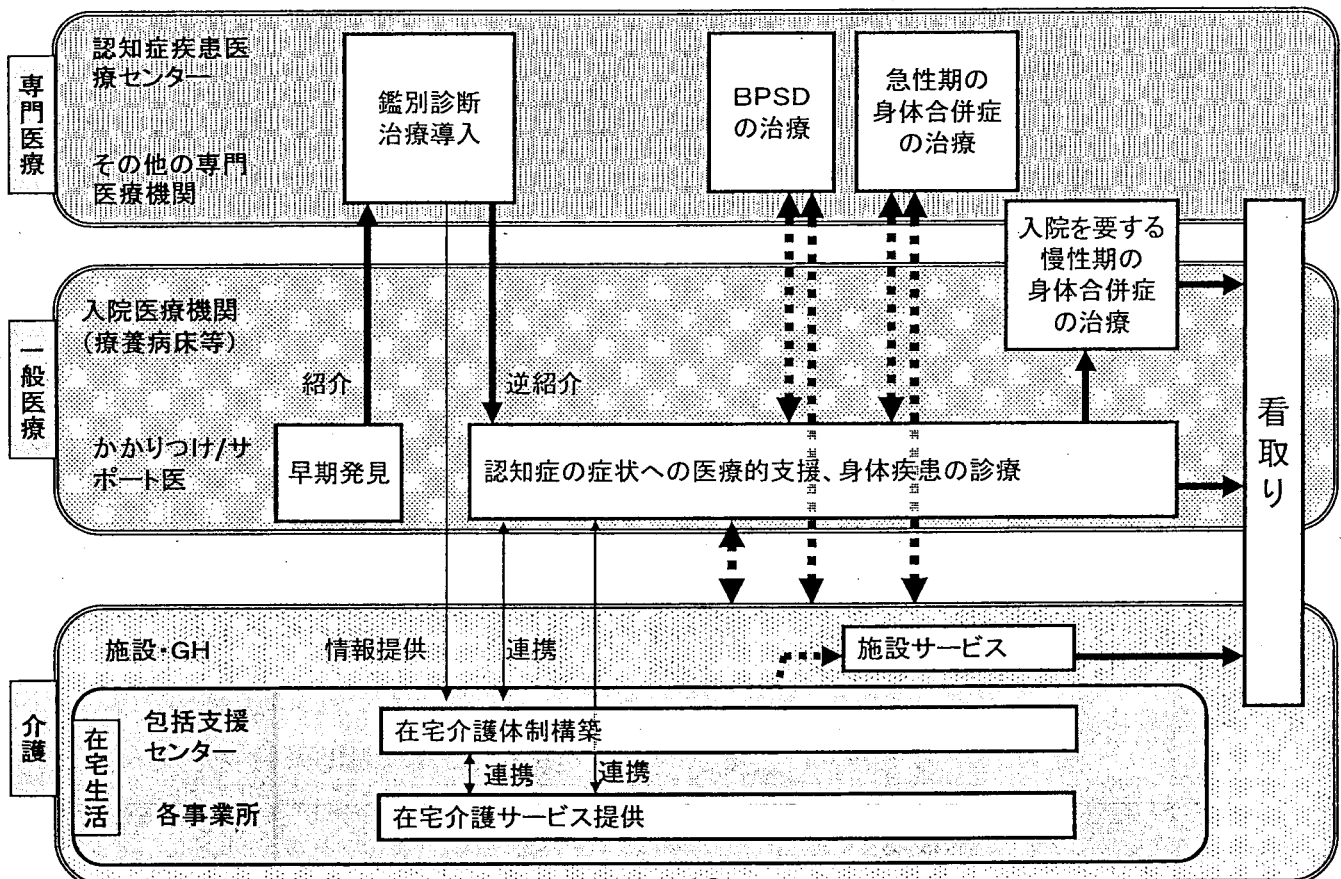 専門医療
認知症疾患医
療センター
その他の専門
医療機関
鑑別診断
治療導入
BPSD
の治療
急性期の
身体合併症
の治療
一般医療
入院医療機関
(療養病床等)
かかりつけ/サ
ポート医
紹介
逆紹介
早期発見
認知症の症状への医療的支援、身体疾患の診療
入院を要する
慢性期の
身体合併症
の治療
看取り
介護
施設・GH
情報提供
連携
施設サービス
在宅生活
包括支援
センター
在宅介護体制構築
連携
連携
各事業所
在宅介護サービス提供